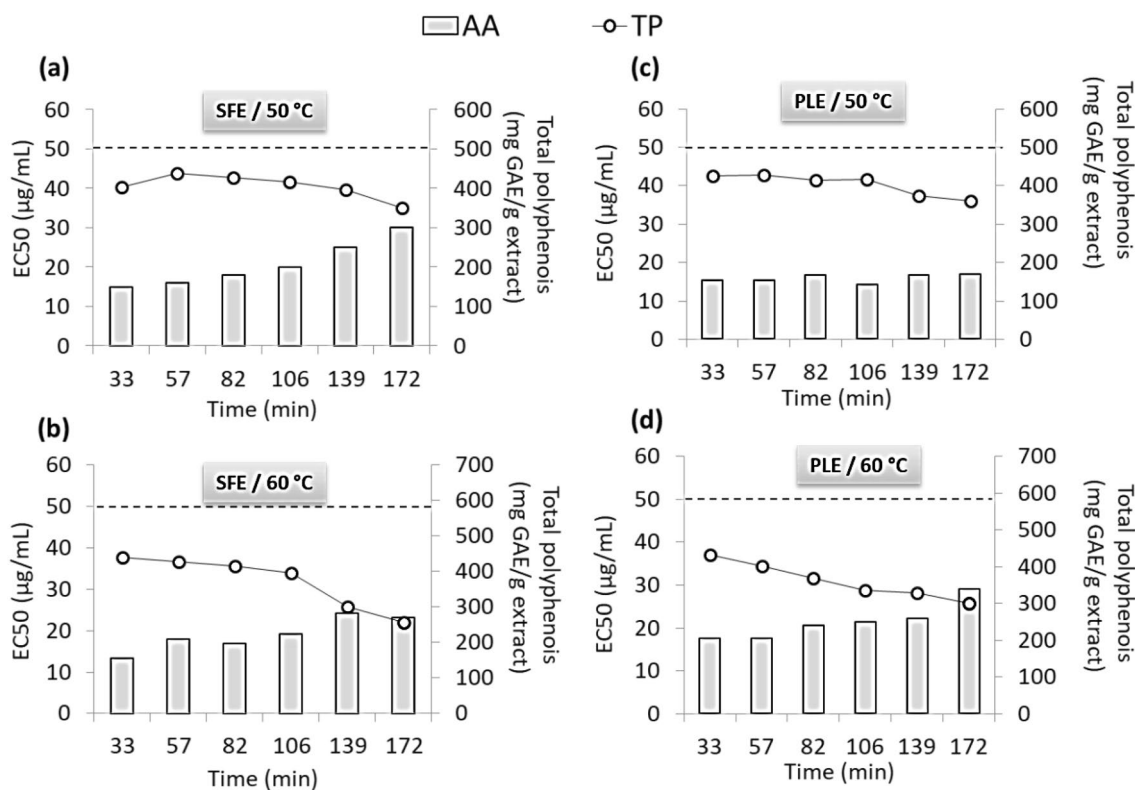 AA TP
(a)
SFE / 50 °C
60
50
40
30
20
10
0
EC50 (µg/mL)
600
500
400
300
200
100
0
Total polyphenois
(mg GAE/g extract)
33 57 82 106 139 172
Time (min)
(c)
PLE / 50 °C
60
50
40
30
20
10
0
EC50 (µg/mL)
600
500
400
300
200
100
0
Total polyphenois
(mg GAE/g extract)
33 57 82 106 139 172
Time (min)
(b)
SFE / 60 °C
60
50
40
30
20
10
0
EC50 (µg/mL)
700
600
500
400
300
200
100
0
Total polyphenois
(mg GAE/g extract)
33 57 82 106 139 172
Time (min)
(d)
PLE / 60 °C
60
50
40
30
20
10
0
EC50 (µg/mL)
700
600
500
400
300
200
100
0
Total polyphenois
(mg GAE/g extract)
33 57 82 106 139 172
Time (min)